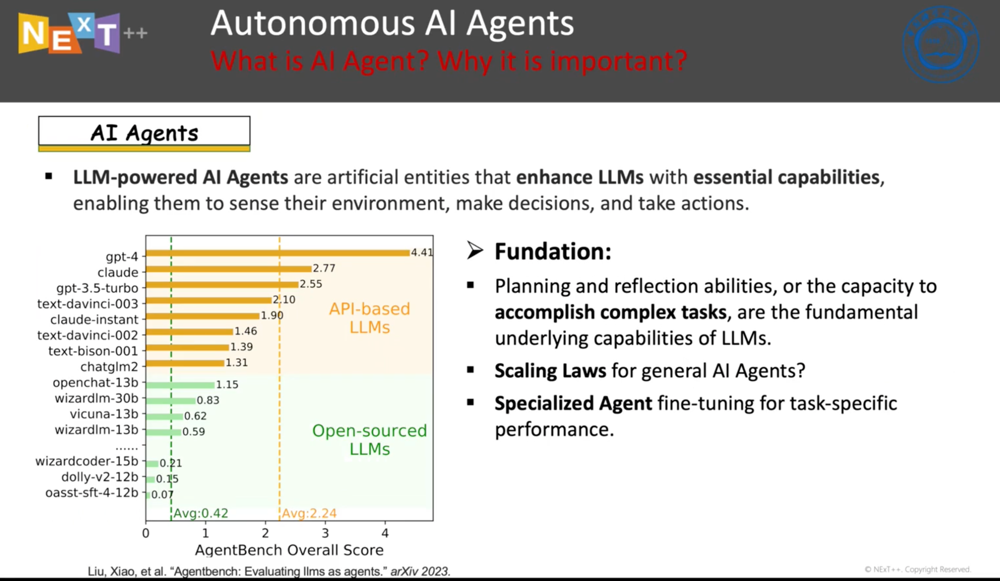 NExT++
Autonomous AI Agents
What is AI Agent? Why it is important?
AI Agents
▪ LLM-powered AI Agents are artificial entities that enhance LLMs with essential capabilities,
enabling them to sense their environment, make decisions, and take actions.
gpt-4 4.41
claude 2.77
gpt-3.5-turbo 2.55
text-davinci-003 2.10
claude-instant 1.90
text-davinci-002 1.46
text-bison-001 1.39
chatglm2 1.31
API-based
LLMs
openchat-13b 1.15
wizardlm-30b 0.83
vicuna-13b 0.62
wizardlm-13b 0.59
......
wizardcoder-15b 0.21
dolly-v2-12b 0.15
oasst-sft-4-12b 0.07
Open-sourced
LLMs
Avg:0.42 Avg:2.24
0 1 2 3 4
AgentBench Overall Score
➢ Fundation:
▪ Planning and reflection abilities, or the capacity to
accomplish complex tasks, are the fundamental
underlying capabilities of LLMs.
▪ Scaling Laws for general AI Agents?
▪ Specialized Agent fine-tuning for task-specific
performance.
Liu, Xiao, et al. “Agentbench: Evaluating llms as agents.” arXiv 2023.
© NExT++. Copyright Reserved.